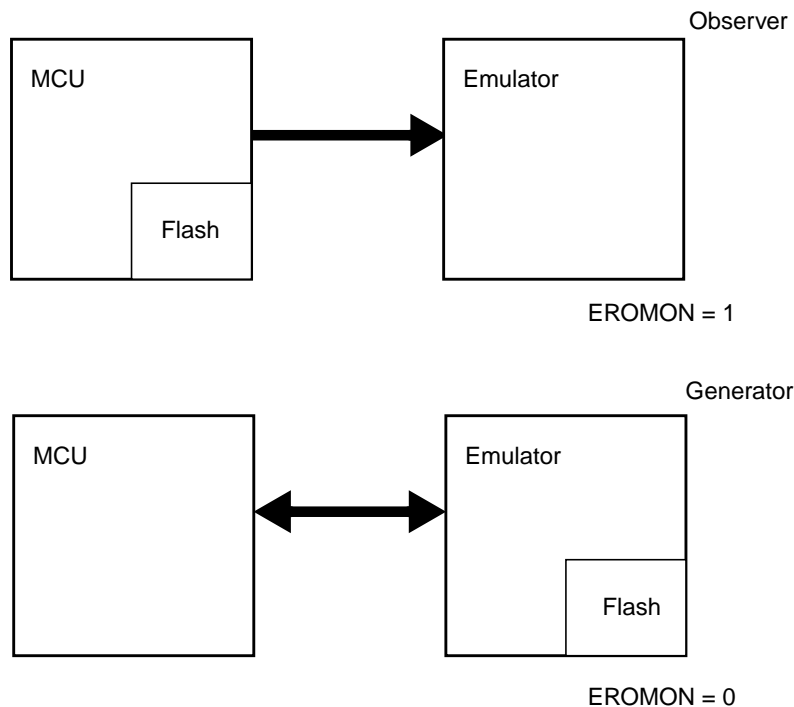 Observer
MCU
Emulator
Flash
EROMON = 1
Generator
MCU
Emulator
Flash
EROMON = 0